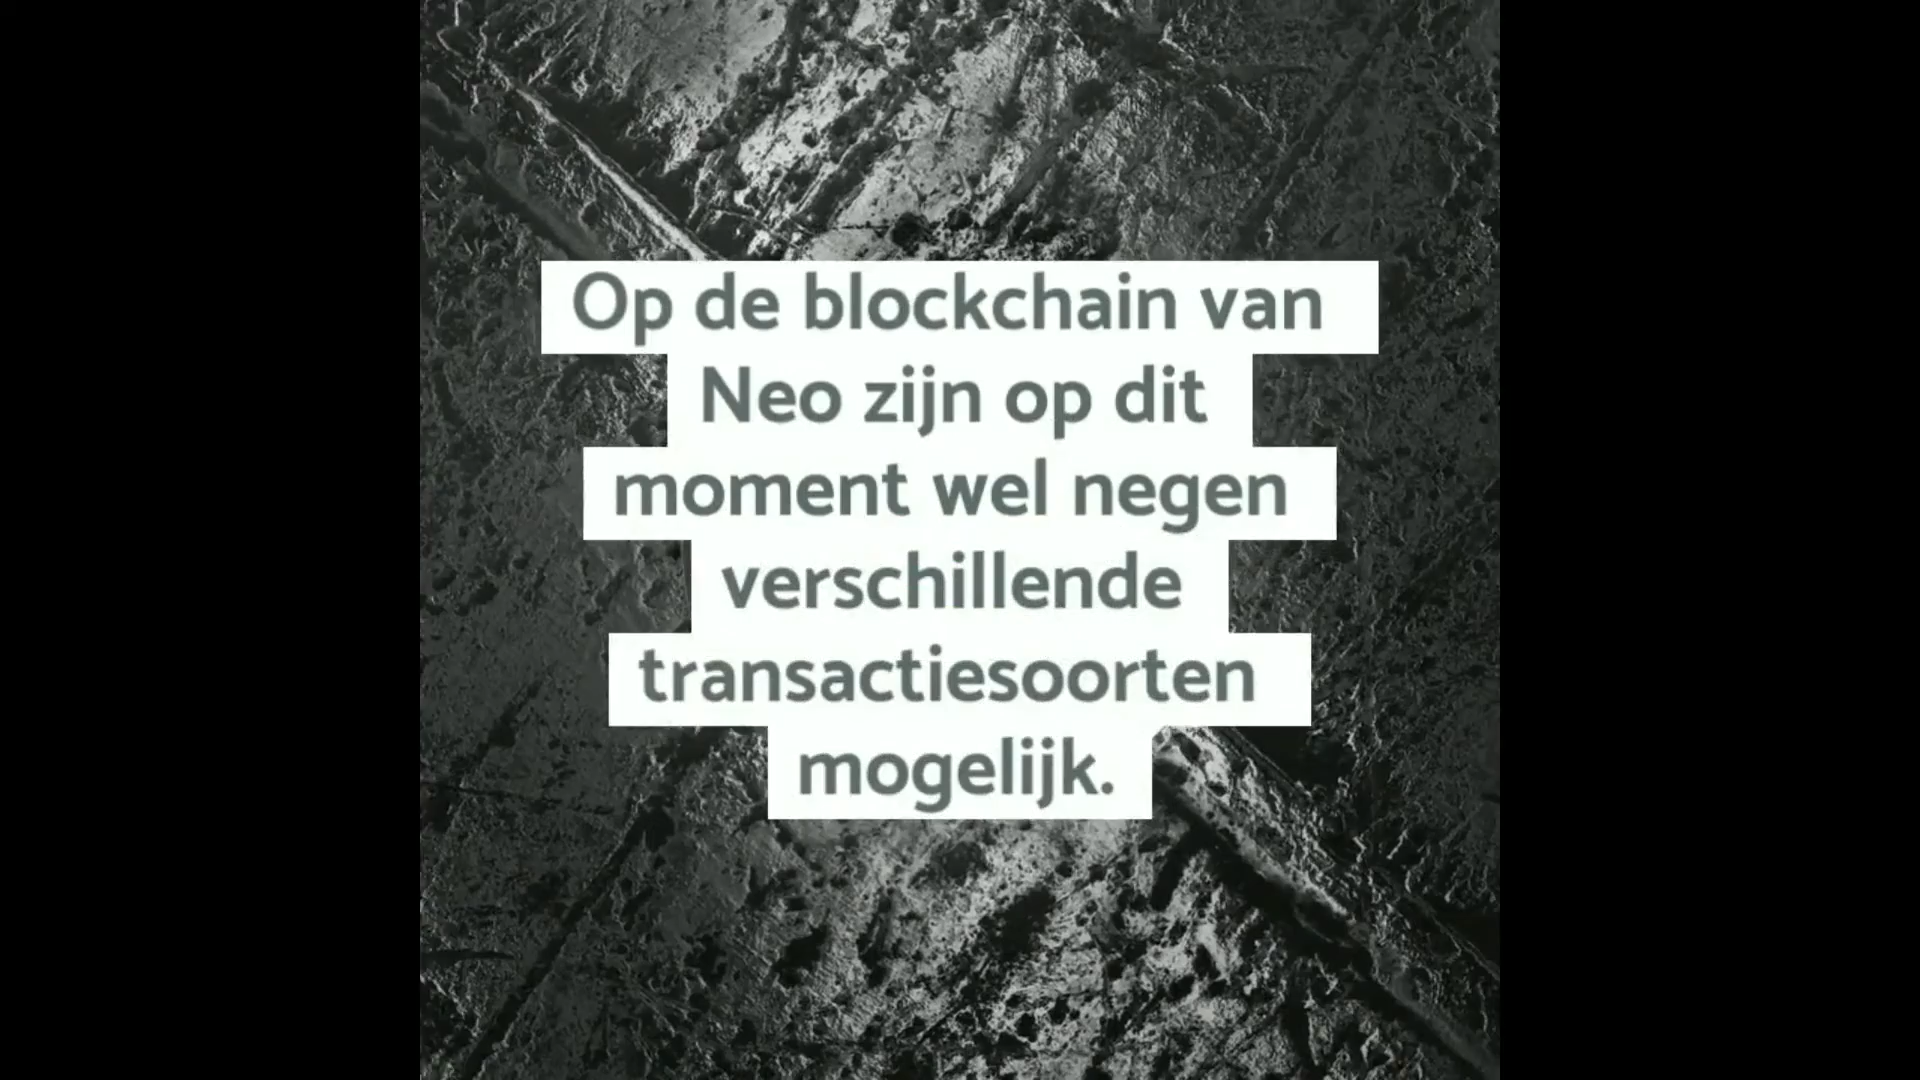 Op de blockchain van
Neo zijn op dit
moment wel negen
verschillende
transactiesoorten
mogelijk.